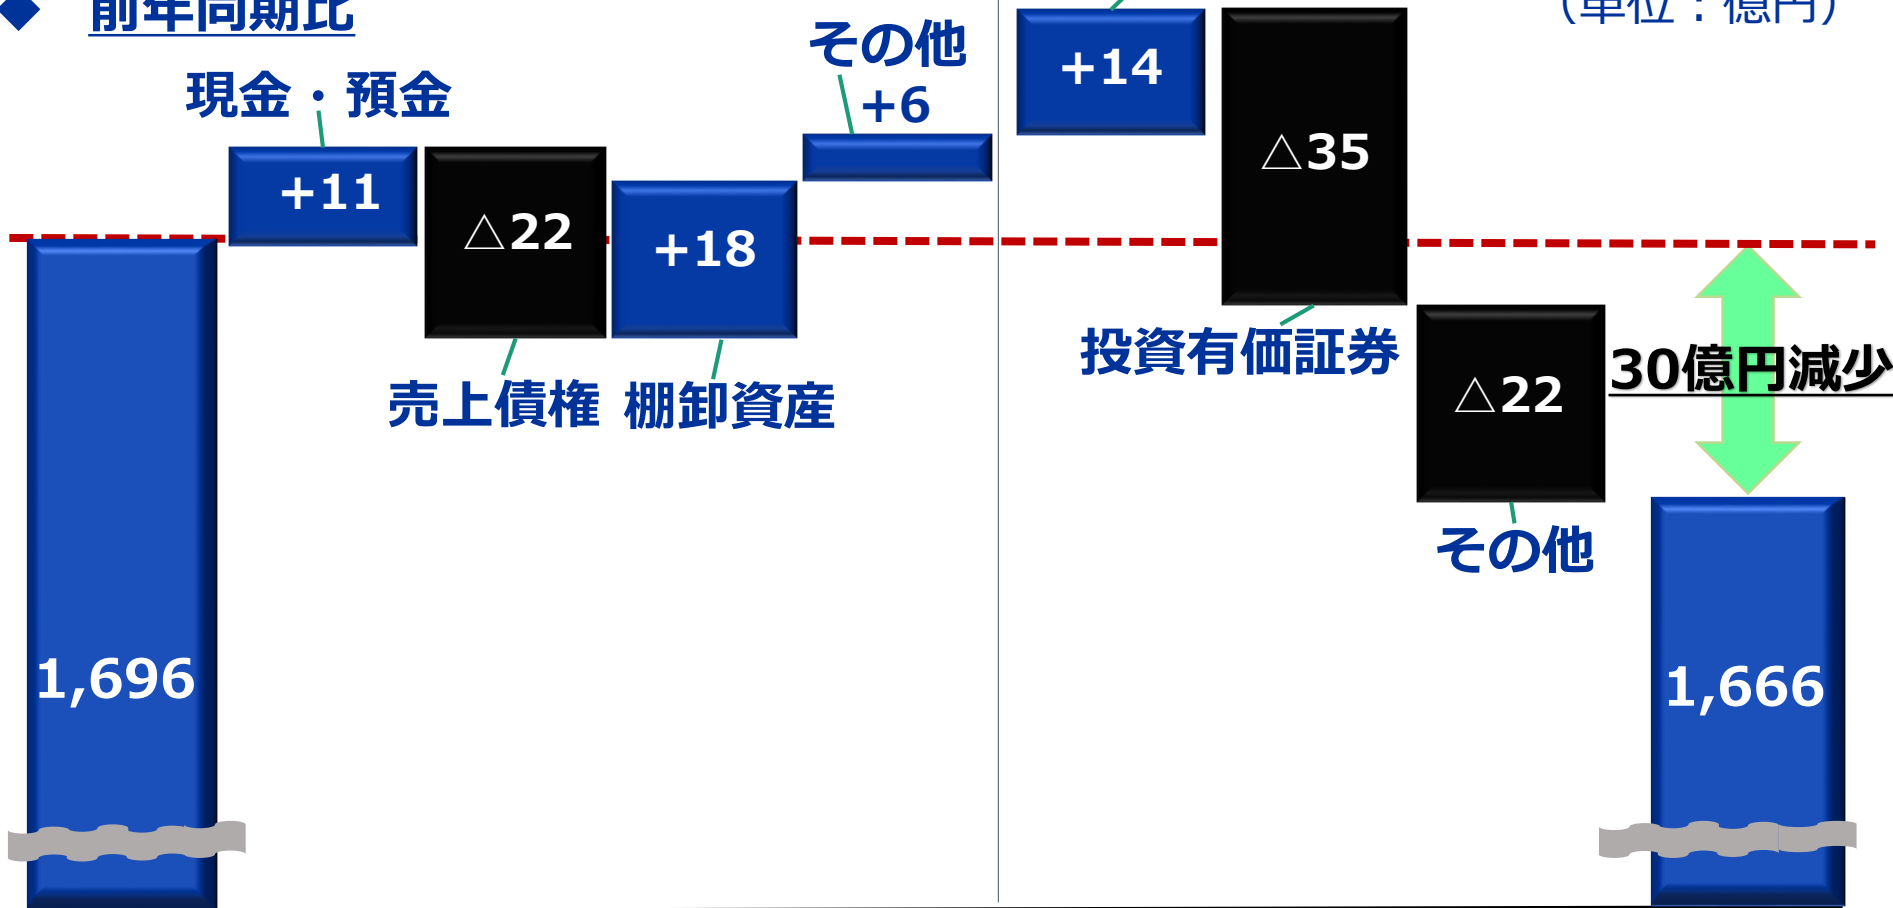 ◆ 前年同期比
（単位：億円）
その他
+6
現金・預金
+11
△22
+18
+14
△35
売上債権
棚卸資産
投資有価証券
△22
その他
30億円減少
1,696
1,666